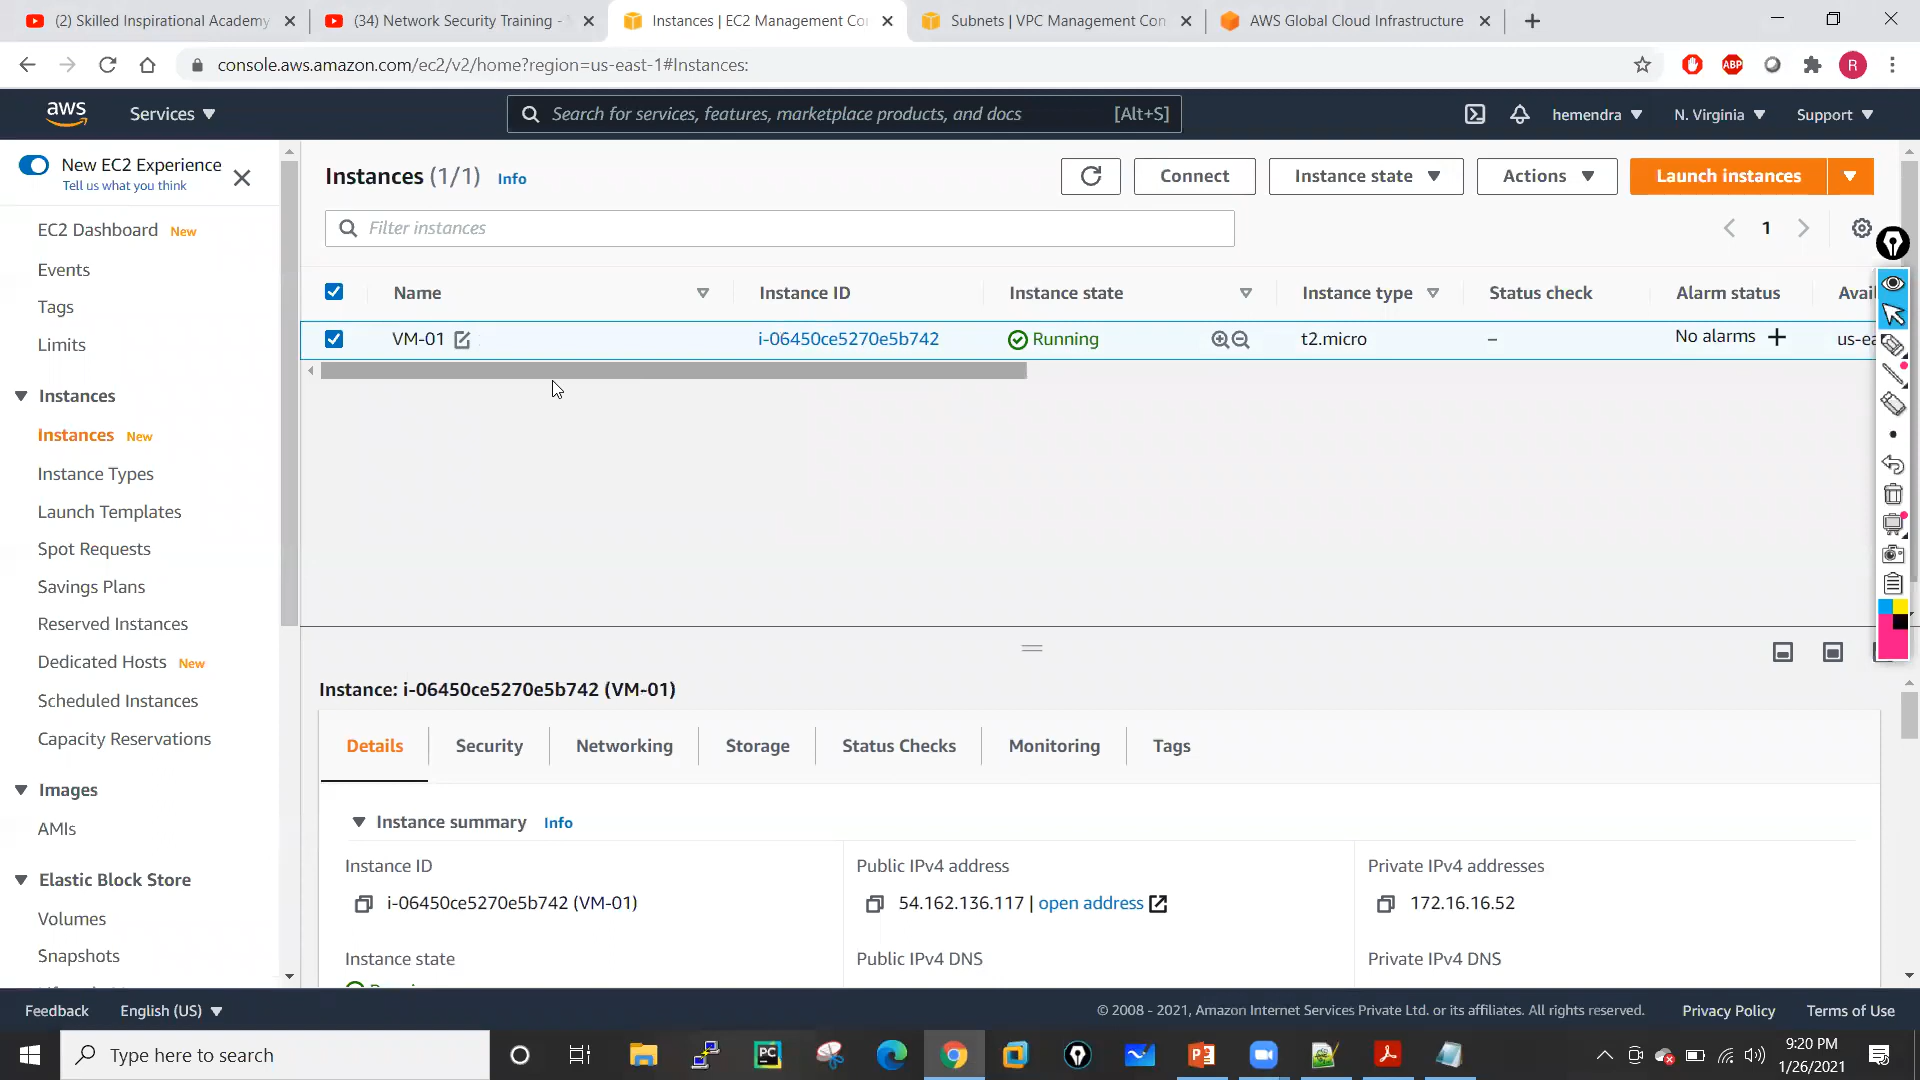 (2) Skilled Inspirational Academy
(34) Network Security Training -
Instances | EC2 Management Co
Subnets | VPC Management Con
AWS Global Cloud Infrastructure
console.aws.amazon.com/ec2/v2/home?region=us-east-1#Instances:
ABP
R
aws
Services
Search for services, features, marketplace products, and docs
[Alt+S]
hemendra
N. Virginia
Support
New EC2 Experience
Tell us what you think
EC2 Dashboard New
Events
Tags
Limits
Instances
Instances New
Instance Types
Launch Templates
Spot Requests
Savings Plans
Reserved Instances
Dedicated Hosts New
Scheduled Instances
Capacity Reservations
Images
AMIs
Elastic Block Store
Volumes
Snapshots
Instances (1/1) Info
Connect
Instance state
Actions
Launch instances
Filter instances
1
Name
Instance ID
Instance state
Instance type
Status check
Alarm status
Avai
VM-01
i-06450ce5270e5b742
Running
t2.micro
–
No alarms
us-ea
Instance: i-06450ce5270e5b742 (VM-01)
Details
Security
Networking
Storage
Status Checks
Monitoring
Tags
Instance summary Info
Instance ID
i-06450ce5270e5b742 (VM-01)
Public IPv4 address
54.162.136.117 | open address
Private IPv4 addresses
172.16.16.52
Instance state
Public IPv4 DNS
Private IPv4 DNS
Feedback
English (US)
© 2008 - 2021, Amazon Internet Services Private Ltd. or its affiliates. All rights reserved.
Privacy Policy
Terms of Use
Type here to search
PC
9:20 PM
1/26/2021